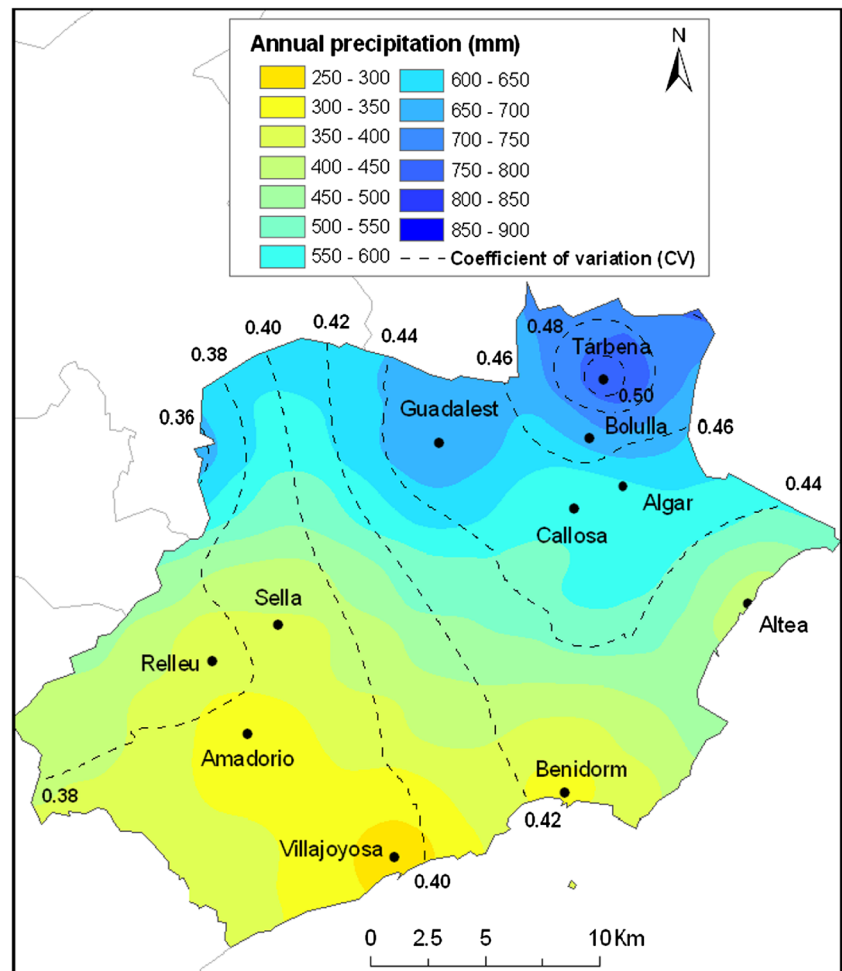 Annual precipitation (mm)
N
250 - 300
300 - 350
350 - 400
400 - 450
450 - 500
500 - 550
550 - 600
600 - 650
650 - 700
700 - 750
750 - 800
800 - 850
850 - 900
Coefficient of variation (CV)
0.48
0.42
0.40
0.44
0.38
0.46
Tárbena
0.50
0.36
Guadalest
Bolulla
0.46
0.44
Algar
Callosa
Sella
Altea
Relleu
Amadorio
Benidorm
0.38
0.42
Villajoyosa
0.40
0 2.5 5 10 Km